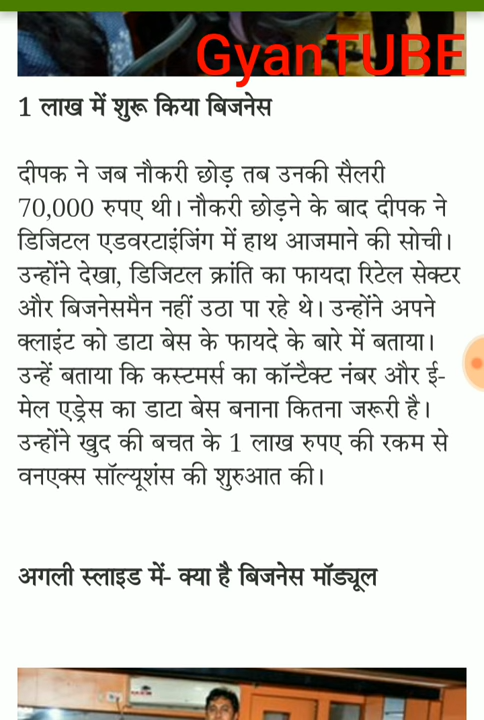 GyanTUBE
1 लाख में शुरू किया बिजनेस
दीपक ने जब नौकरी छोड़ तब उनकी सैलरी
70,000 रुपए थी। नौकरी छोड़ने के बाद दीपक ने
डिजिटल एडवरटाइंजिंग में हाथ आजमाने की सोची।
उन्होंने देखा, डिजिटल क्रांति का फायदा रिटेल सेक्टर
और बिजनेसमैन नहीं उठा पा रहे थे। उन्होंने अपने
क्लाइंट को डाटा बेस के फायदे के बारे में बताया।
उन्हें बताया कि कस्टमर्स का कॉन्टैक्ट नंबर और ई-
मेल एड्रेस का डाटा बेस बनाना कितना जरूरी है।
उन्होंने खुद की बचत के 1 लाख रुपए की रकम से
वनएक्स सॉल्यूशंस की शुरुआत की।
अगली स्लाइड में- क्या है बिजनेस मॉड्यूल